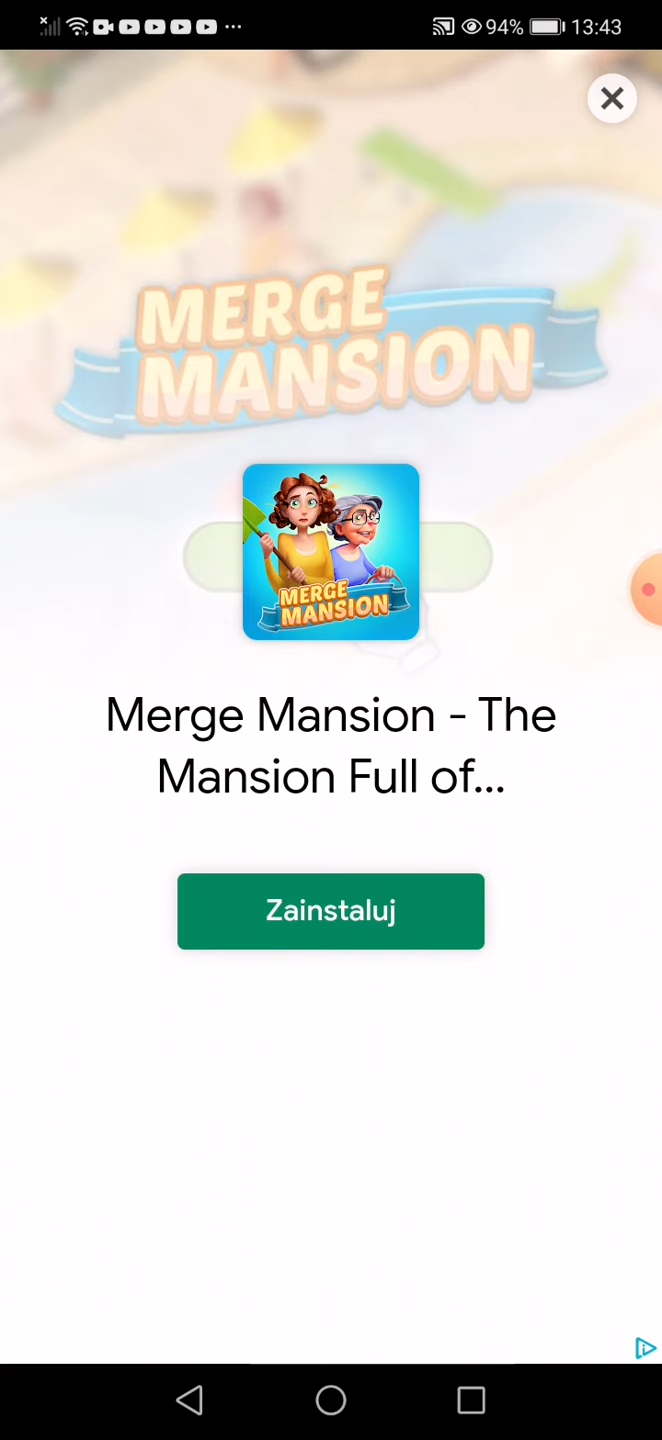 94% 13:43
MERGE
MANSION
MERGE
MANSION
Merge Mansion - The
Mansion Full of...
Zainstaluj